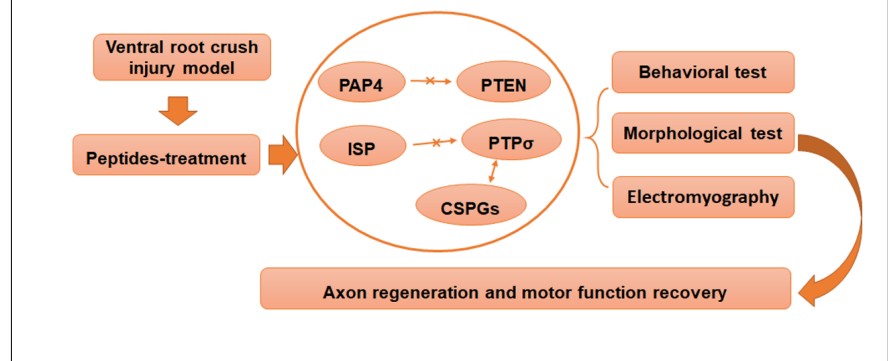 Ventral root crush
injury model
Peptides-treatment
PAP4
PTEN
ISP
PTPσ
CSPGs
Behavioral test
Morphological test
Electromyography
Axon regeneration and motor function recovery